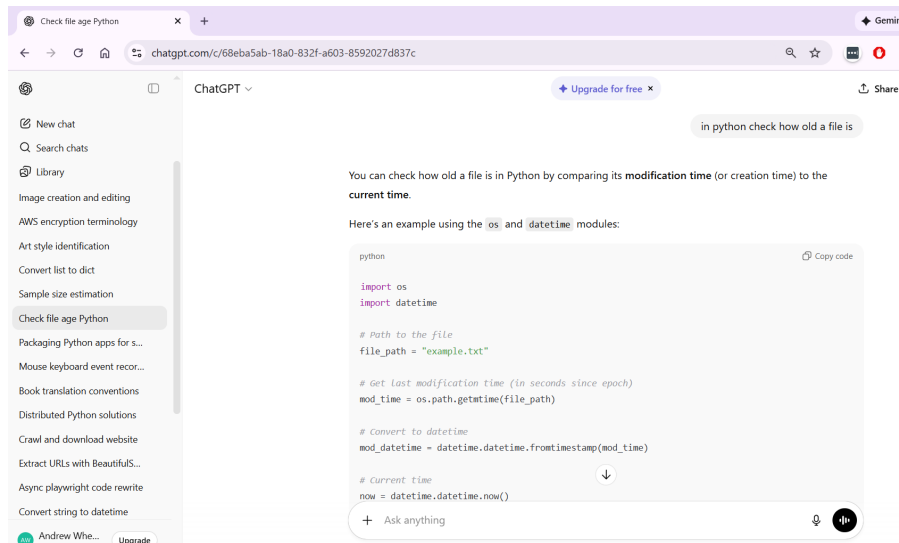 Check file age Python
Gemin
chatgpt.com/c/68eba5ab-18a0-832f-a603-8592027d837c
ChatGPT
Upgrade for free ×
Share
New chat
Search chats
Library
Image creation and editing
AWS encryption terminology
Art style identification
Convert list to dict
Sample size estimation
Check file age Python
Packaging Python apps for s...
Mouse keyboard event recor...
Book translation conventions
Distributed Python solutions
Crawl and download website
Extract URLs with BeautifulS...
Async playwright code rewrite
Convert string to datetime
AW
Andrew Whe...
Upgrade
in python check how old a file is
You can check how old a file is in Python by comparing its modification time (or creation time) to the
current time.
Here's an example using the os and datetime modules:
python
Copy code
import os
import datetime
# Path to the file
file_path = "example.txt"
# Get last modification time (in seconds since epoch)
mod_time = os.path.getmtime(file_path)
# Convert to datetime
mod_datetime = datetime.datetime.fromtimestamp(mod_time)
# Current time
now = datetime.datetime.now()
Ask anything